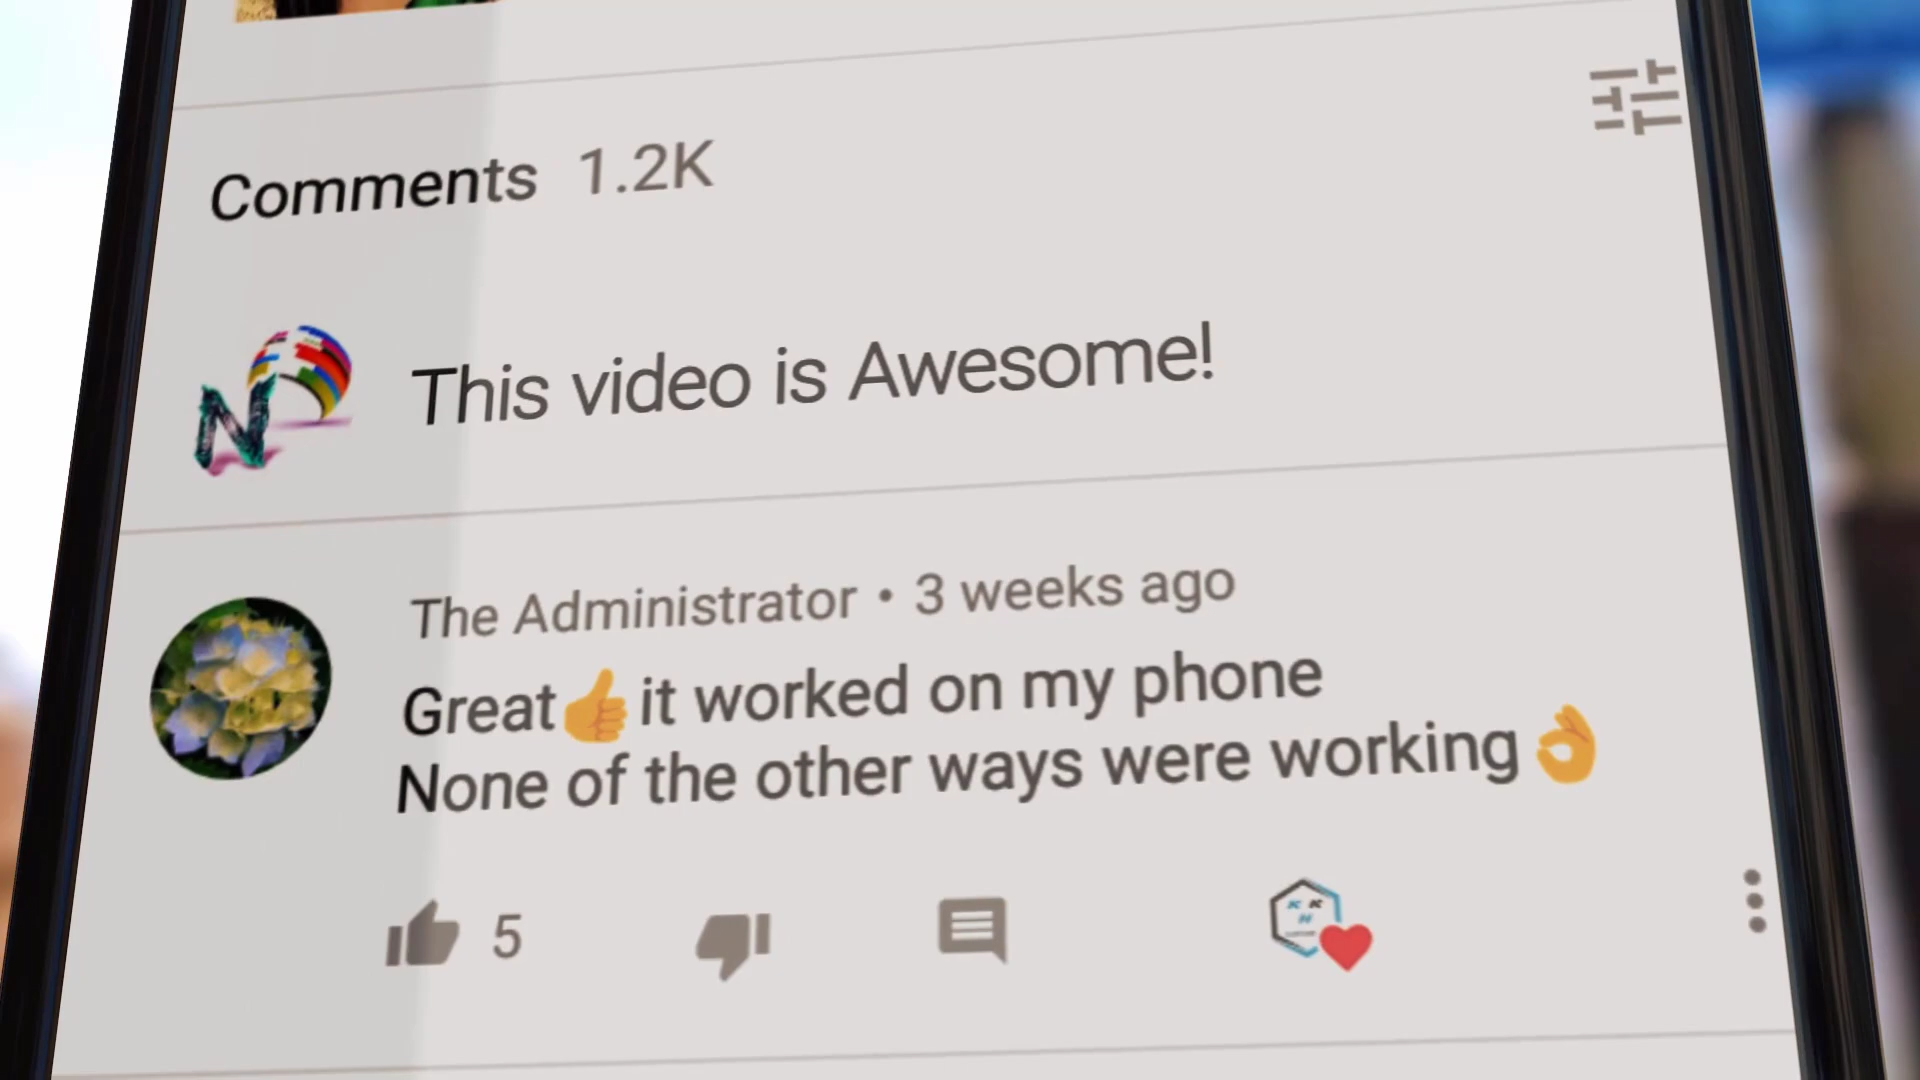 Comments 1.2K
This video is Awesome!
The Administrator • 3 weeks ago
Great👍it worked on my phone
None of the other ways were working👌
5